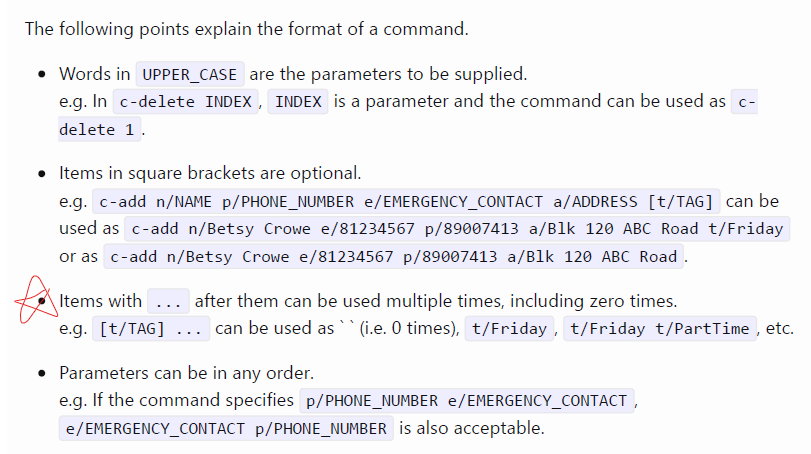 The following points explain the format of a command.
Words in UPPER_CASE are the parameters to be supplied.
e.g. In c-delete INDEX, INDEX is a parameter and the command can be used as c-
delete 1.
Items in square brackets are optional.
e.g. c-add n/NAME p/PHONE_NUMBER e/EMERGENCY_CONTACT a/ADDRESS [t/TAG] can be
used as c-add n/Betsy Crowe e/81234567 p/89007413 a/Blk 120 ABC Road t/Friday
or as c-add n/Betsy Crowe e/81234567 p/89007413 a/Blk 120 ABC Road.
Items with ... after them can be used multiple times, including zero times.
e.g. [t/TAG] ... can be used as ` ` (i.e. 0 times), t/Friday, t/Friday t/PartTime, etc.
Parameters can be in any order.
e.g. If the command specifies p/PHONE_NUMBER e/EMERGENCY_CONTACT,
e/EMERGENCY_CONTACT p/PHONE_NUMBER is also acceptable.